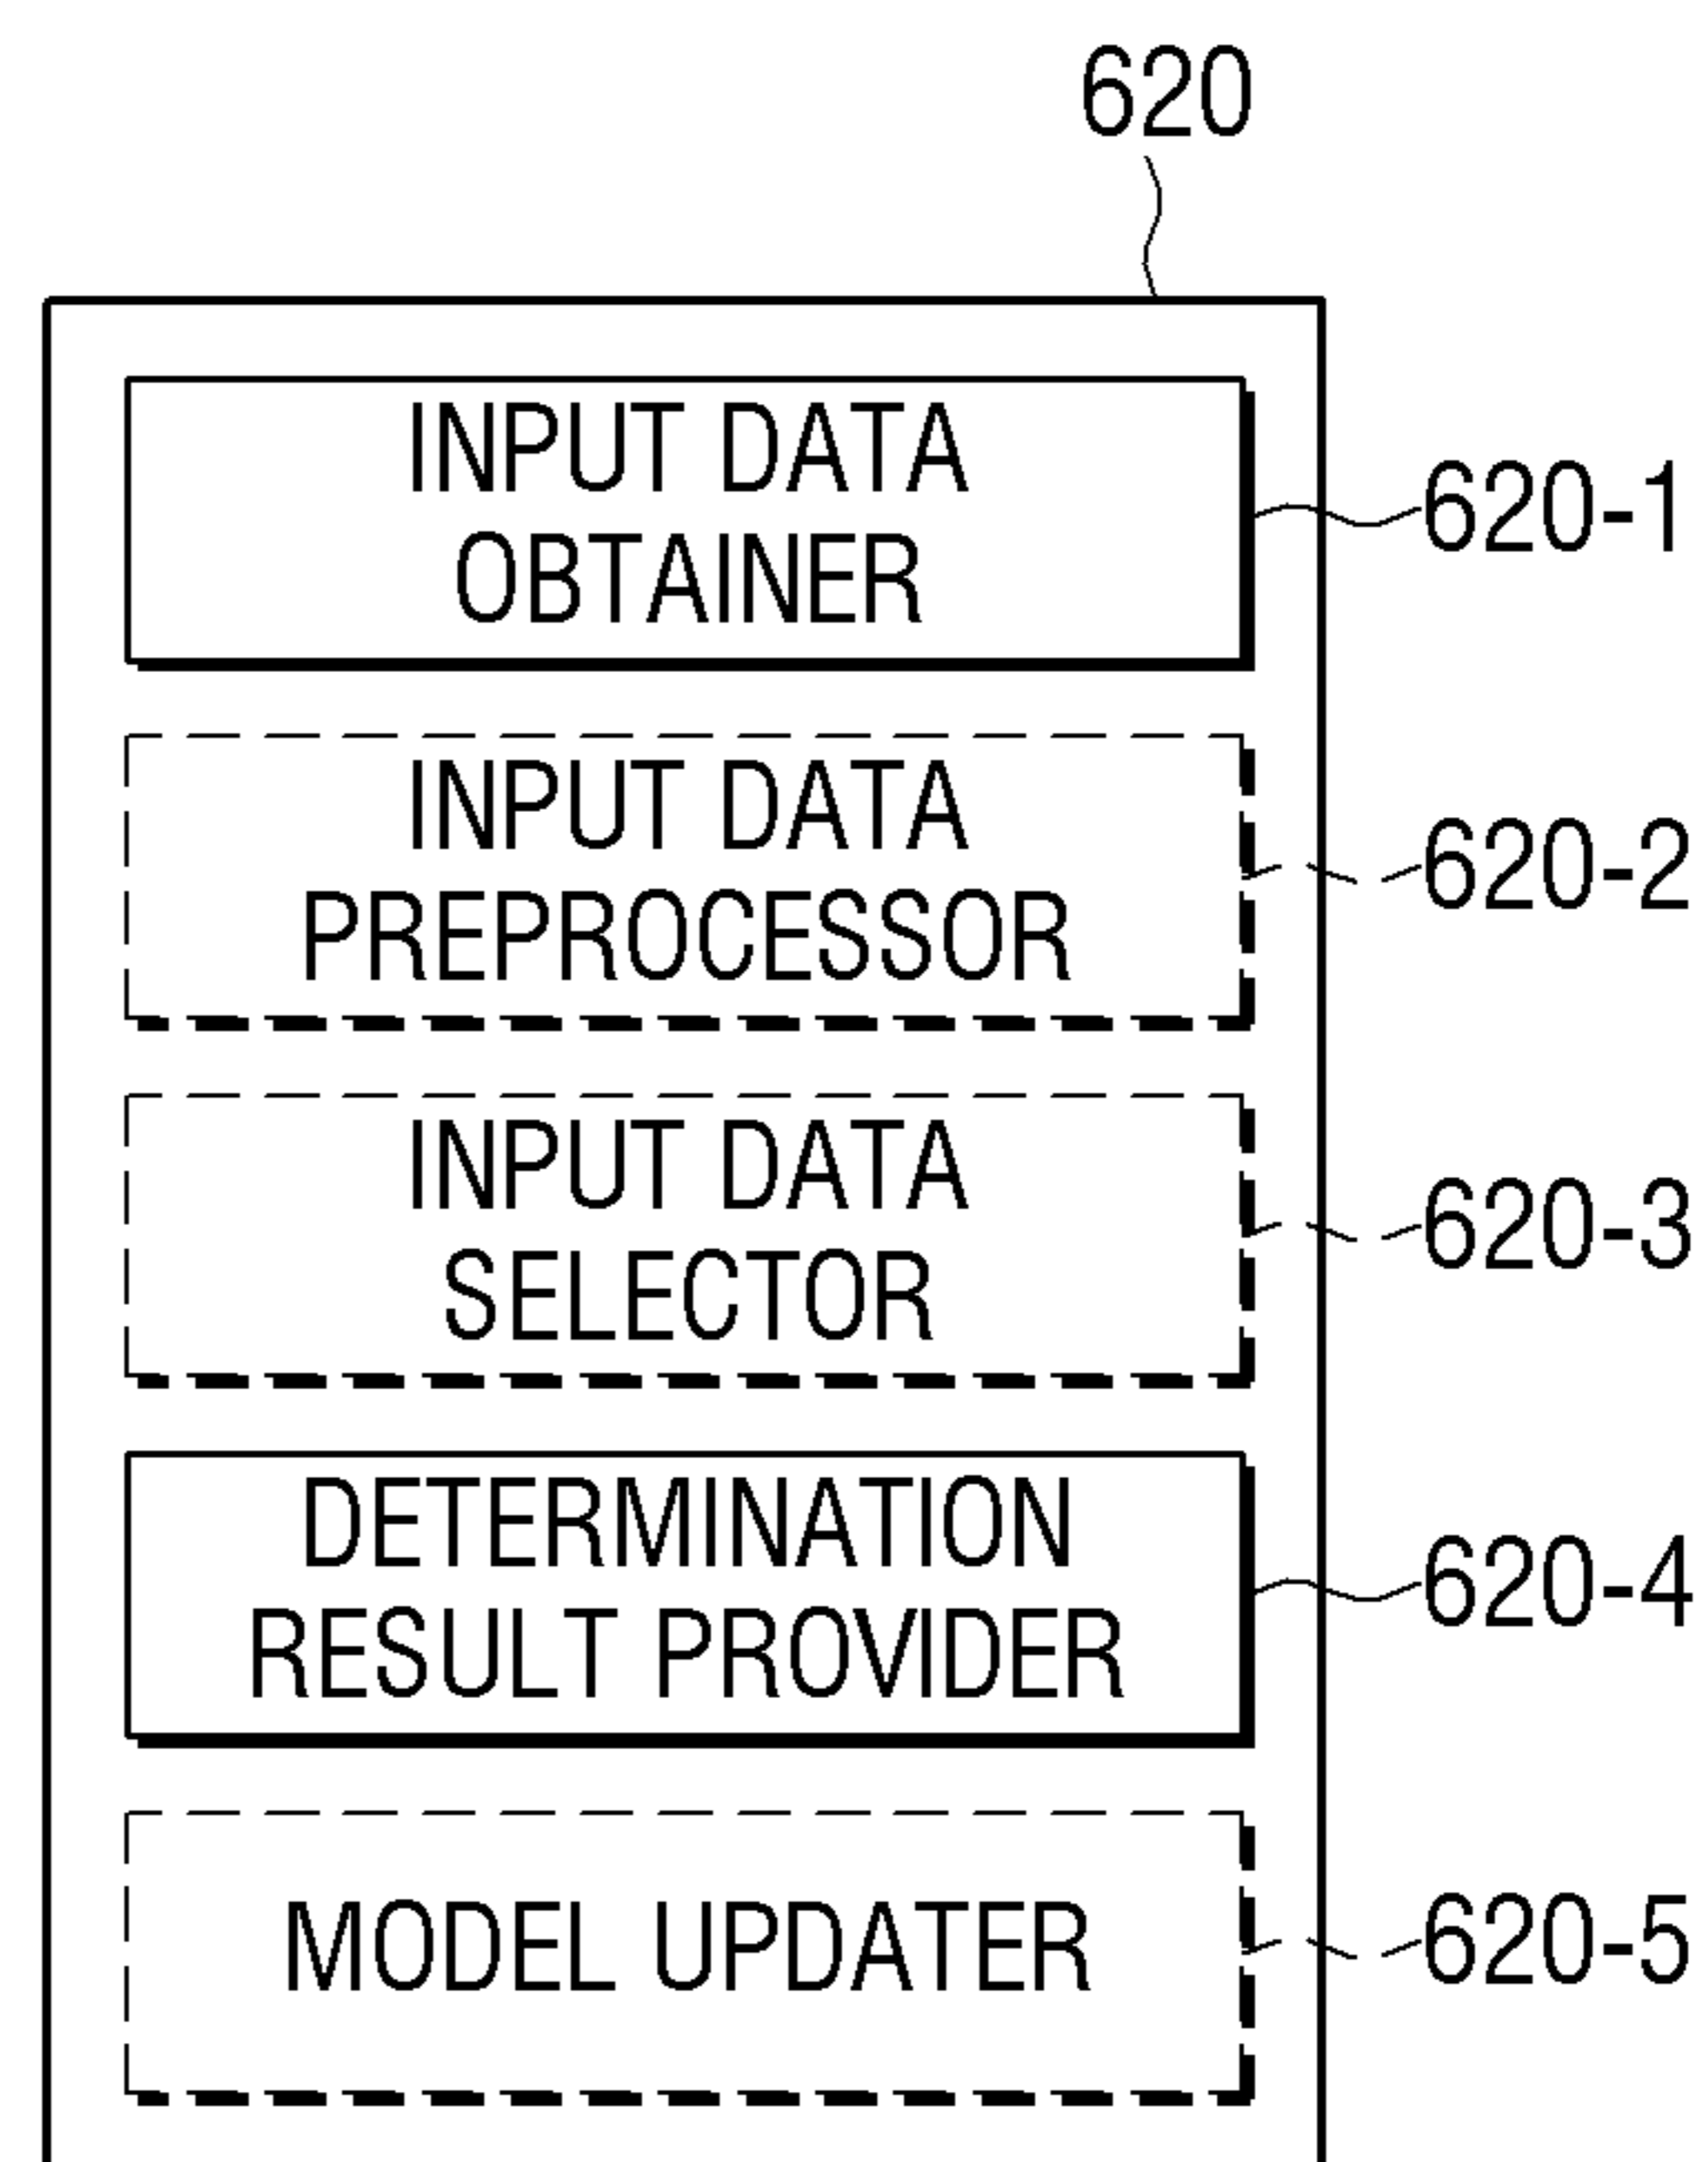 620
INPUT DATA
OBTAINER
620-1
INPUT DATA
PREPROCESSOR
620-2
INPUT DATA
SELECTOR
620-3
DETERMINATION
RESULT PROVIDER
620-4
MODEL UPDATER
620-5